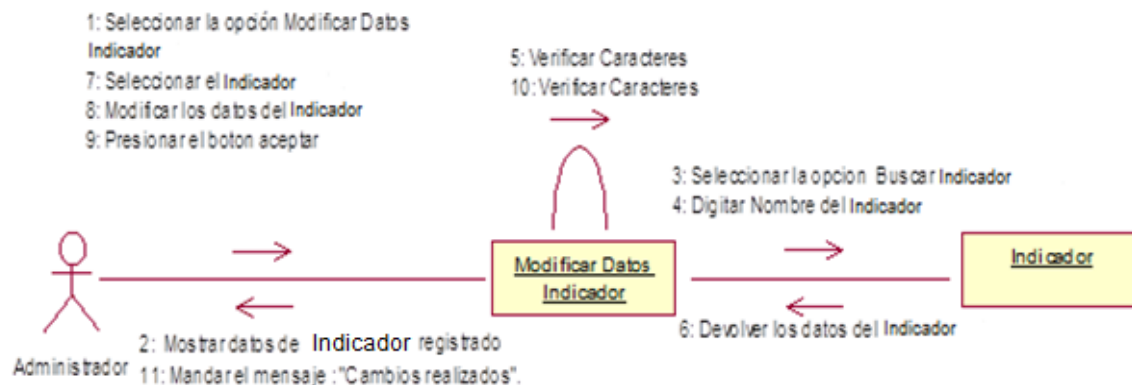 1: Seleccionar la opción Modificar Datos
Indicador
7: Seleccionar el Indicador
8: Modificar los datos del Indicador
9: Presionar el boton aceptar
5: Verificar Caracteres
10: Verificar Caracteres
3: Seleccionar la opcion Buscar Indicador
4: Digitar Nombre del Indicador
Modificar Datos
Indicador
Indicador
6: Devolver los datos del Indicador
2: Mostrar datos de Indicador registrado
11: Mandar el mensaje :"Cambios realizados".
Administrador